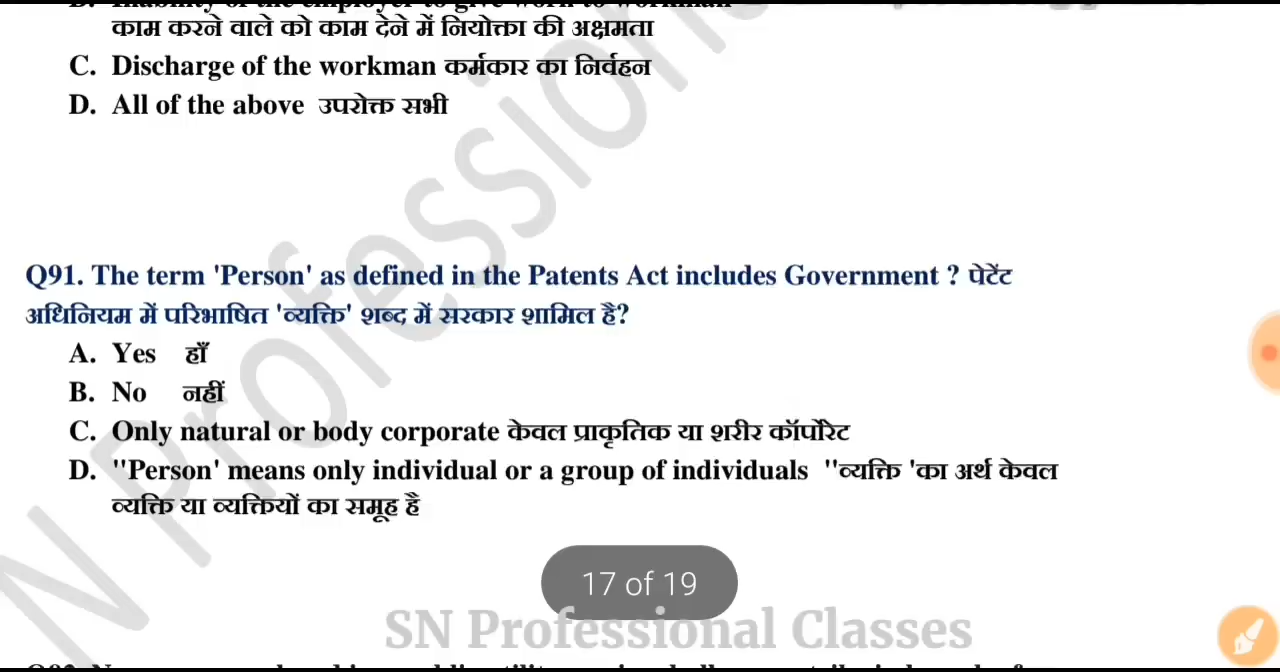 काम करने वाले को काम देने में नियोक्ता की अक्षमता
C. Discharge of the workman कर्मकार का निर्वहन
D. All of the above उपरोक्त सभी
Q91. The term 'Person' as defined in the Patents Act includes Government ? पेटेंट
अधिनियम में परिभाषित 'व्यक्ति' शब्द में सरकार शामिल है?
A. Yes हाँ
B. No नहीं
C. Only natural or body corporate केवल प्राकृतिक या शरीर कॉर्पोरेट
D. "Person' means only individual or a group of individuals "व्यक्ति 'का अर्थ केवल
व्यक्ति या व्यक्तियों का समूह है
17 of 19
SN Professional Classes